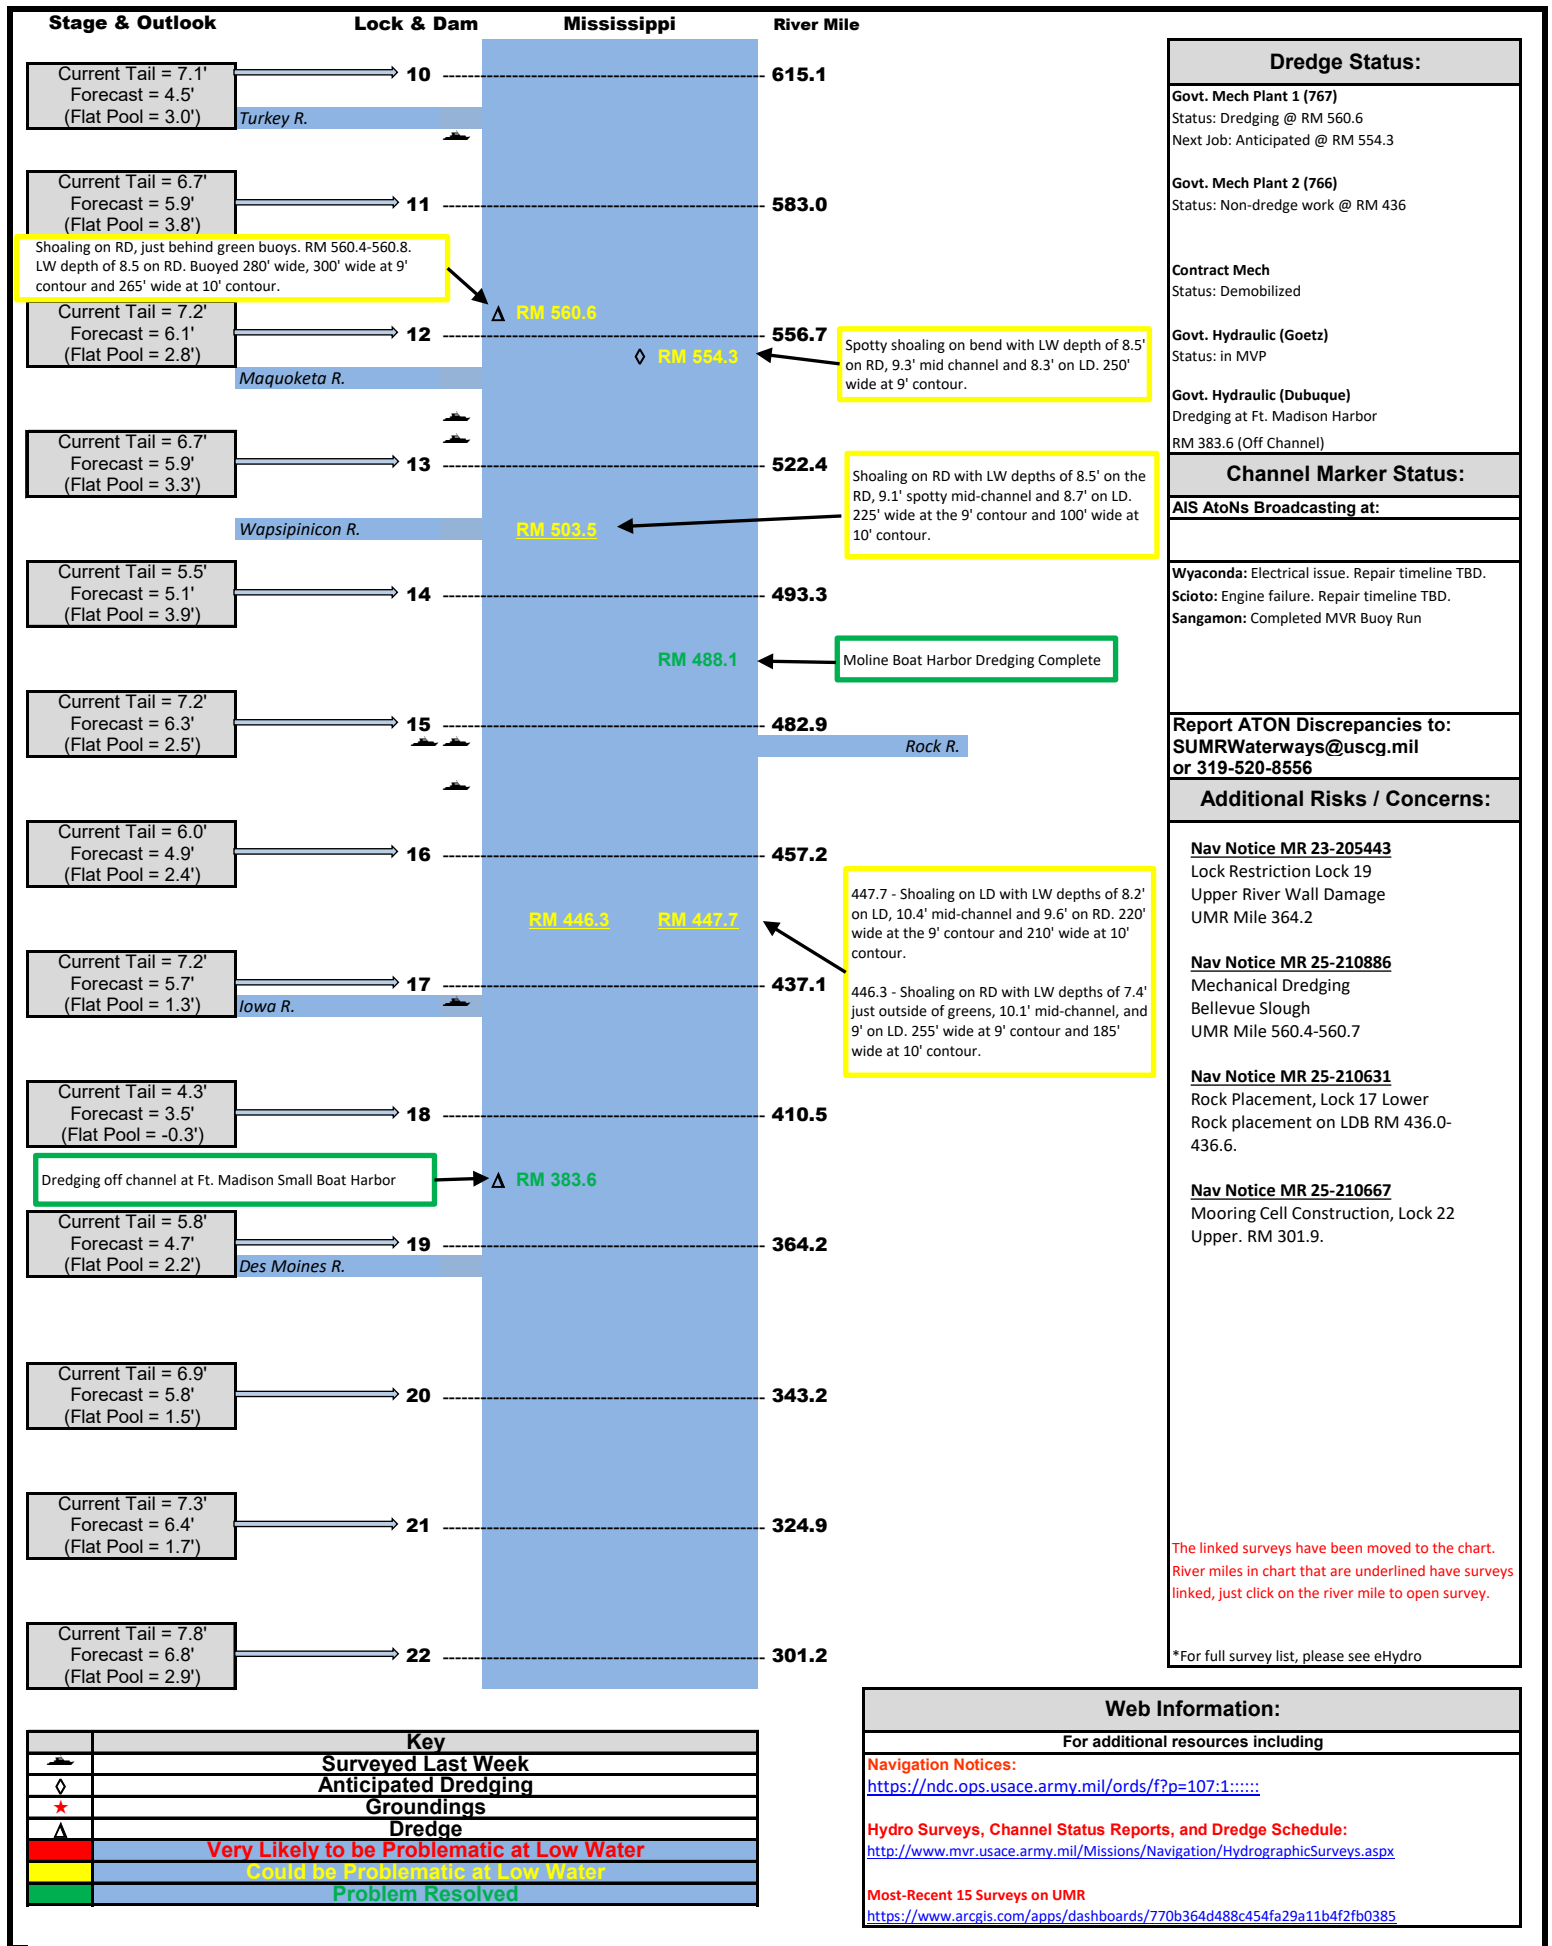 Stage & Outlook
Lock & Dam
Mississippi
River Mile
Current Tail = 7.1'
Forecast = 4.5'
(Flat Pool = 3.0')
10
615.1
Turkey R.
Current Tail = 6.7'
Forecast = 5.9'
(Flat Pool = 3.8')
11
583.0
Shoaling on RD, just behind green buoys. RM 560.4-560.8.
LW depth of 8.5 on RD. Buoyed 280' wide, 300' wide at 9'
contour and 265' wide at 10' contour.
Δ RM 560.6
Current Tail = 7.2'
Forecast = 6.1'
(Flat Pool = 2.8')
12
556.7
◊ RM 554.3
Spotty shoaling on bend with LW depth of 8.5'
on RD, 9.3' mid channel and 8.3' on LD. 250'
wide at 9' contour.
Maquoketa R.
Current Tail = 6.7'
Forecast = 5.9'
(Flat Pool = 3.3')
13
522.4
Shoaling on RD with LW depths of 8.5' on the
RD, 9.1' spotty mid-channel and 8.7' on LD.
225' wide at the 9' contour and 100' wide at
10' contour.
Wapsipinicon R.
RM 503.5
Current Tail = 5.5'
Forecast = 5.1'
(Flat Pool = 3.9')
14
493.3
RM 488.1
Moline Boat Harbor Dredging Complete
Current Tail = 7.2'
Forecast = 6.3'
(Flat Pool = 2.5')
15
482.9
Rock R.
Current Tail = 6.0'
Forecast = 4.9'
(Flat Pool = 2.4')
16
457.2
RM 446.3
RM 447.7
447.7 - Shoaling on LD with LW depths of 8.2'
on LD, 10.4' mid-channel and 9.6' on RD. 220'
wide at the 9' contour and 210' wide at 10'
contour.
446.3 - Shoaling on RD with LW depths of 7.4'
just outside of greens, 10.1' mid-channel, and
9' on LD. 255' wide at 9' contour and 185'
wide at 10' contour.
Current Tail = 7.2'
Forecast = 5.7'
(Flat Pool = 1.3')
17
437.1
Iowa R.
Current Tail = 4.3'
Forecast = 3.5'
(Flat Pool = -0.3')
18
410.5
Dredging off channel at Ft. Madison Small Boat Harbor
Δ RM 383.6
Current Tail = 5.8'
Forecast = 4.7'
(Flat Pool = 2.2')
19
364.2
Des Moines R.
Current Tail = 6.9'
Forecast = 5.8'
(Flat Pool = 1.5')
20
343.2
Current Tail = 7.3'
Forecast = 6.4'
(Flat Pool = 1.7')
21
324.9
Current Tail = 7.8'
Forecast = 6.8'
(Flat Pool = 2.9')
22
301.2
Dredge Status:
Govt. Mech Plant 1 (767)
Status: Dredging @ RM 560.6
Next Job: Anticipated @ RM 554.3
Govt. Mech Plant 2 (766)
Status: Non-dredge work @ RM 436
Contract Mech
Status: Demobilized
Govt. Hydraulic (Goetz)
Status: in MVP
Govt. Hydraulic (Dubuque)
Dredging at Ft. Madison Harbor
RM 383.6 (Off Channel)
Channel Marker Status:
AIS AtoNs Broadcasting at:
Wyaconda: Electrical issue. Repair timeline TBD.
Scioto: Engine failure. Repair timeline TBD.
Sangamon: Completed MVR Buoy Run
Report ATON Discrepancies to:
SUMRWaterways@uscg.mil
or 319-520-8556
Additional Risks / Concerns:
Nav Notice MR 23-205443
Lock Restriction Lock 19
Upper River Wall Damage
UMR Mile 364.2
Nav Notice MR 25-210886
Mechanical Dredging
Bellevue Slough
UMR Mile 560.4-560.7
Nav Notice MR 25-210631
Rock Placement, Lock 17 Lower
Rock placement on LDB RM 436.0-
436.6.
Nav Notice MR 25-210667
Mooring Cell Construction, Lock 22
Upper. RM 301.9.
The linked surveys have been moved to the chart.
River miles in chart that are underlined have surveys
linked, just click on the river mile to open survey.
*For full survey list, please see eHydro
Key
Surveyed Last Week
◊ Anticipated Dredging
★ Groundings
Δ Dredge
Very Likely to be Problematic at Low Water
Could be Problematic at Low Water
Problem Resolved
Web Information:
For additional resources including
Navigation Notices:
https://ndc.ops.usace.army.mil/ords/f?p=107:1::::::
Hydro Surveys, Channel Status Reports, and Dredge Schedule:
http://www.mvr.usace.army.mil/Missions/Navigation/HydrographicSurveys.aspx
Most-Recent 15 Surveys on UMR
https://www.arcgis.com/apps/dashboards/770b364d488c454fa29a11b4f2fb0385